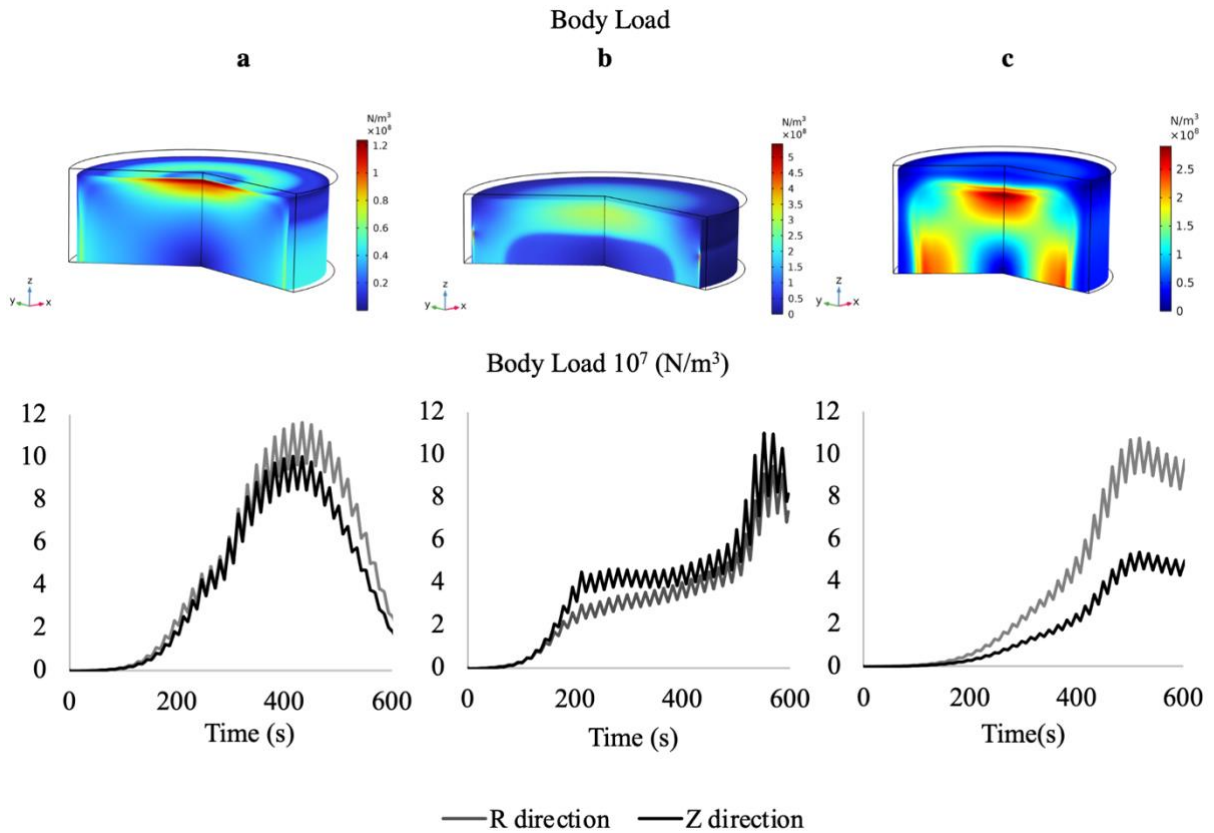 Body Load
a
b
c
N/m³
×10⁸
1.2
1
0.8
0.6
0.4
0.2
z
y
x
N/m³
×10⁸
5
4.5
4
3.5
3
2.5
2
1.5
1
0.5
0
z
y
x
N/m³
×10⁸
2.5
2
1.5
1
0.5
0
z
y
x
Body Load 10⁷ (N/m³)
12
10
8
6
4
2
0
0 200 400 600
Time (s)
12
10
8
6
4
2
0
0 200 400 600
Time (s)
12
10
8
6
4
2
0
0 200 400 600
Time(s)
R direction Z direction